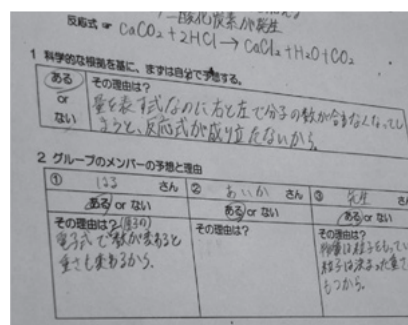 二酸化炭素が発生
反応式 CaCO₂+2HCl→CaCl₂+H₂O+CO₂
1 科学的な根拠を基に、まずは自分で予想する。
ある
or
ない
その理由は?
量を表す式なのに右と左で分子の数が合わなくなってし
まうと、反応式が成り立たないから。
2 グループのメンバーの予想と理由
① はる さん ② あいか さん ③ 先生 さん
ある or ない ある or ない ある or ない
その理由は?
電子式で数が変わると
重さも変わるから。
その理由は?
その理由は?
物質は粒子をもってい
粒子は決まった重
もつから。